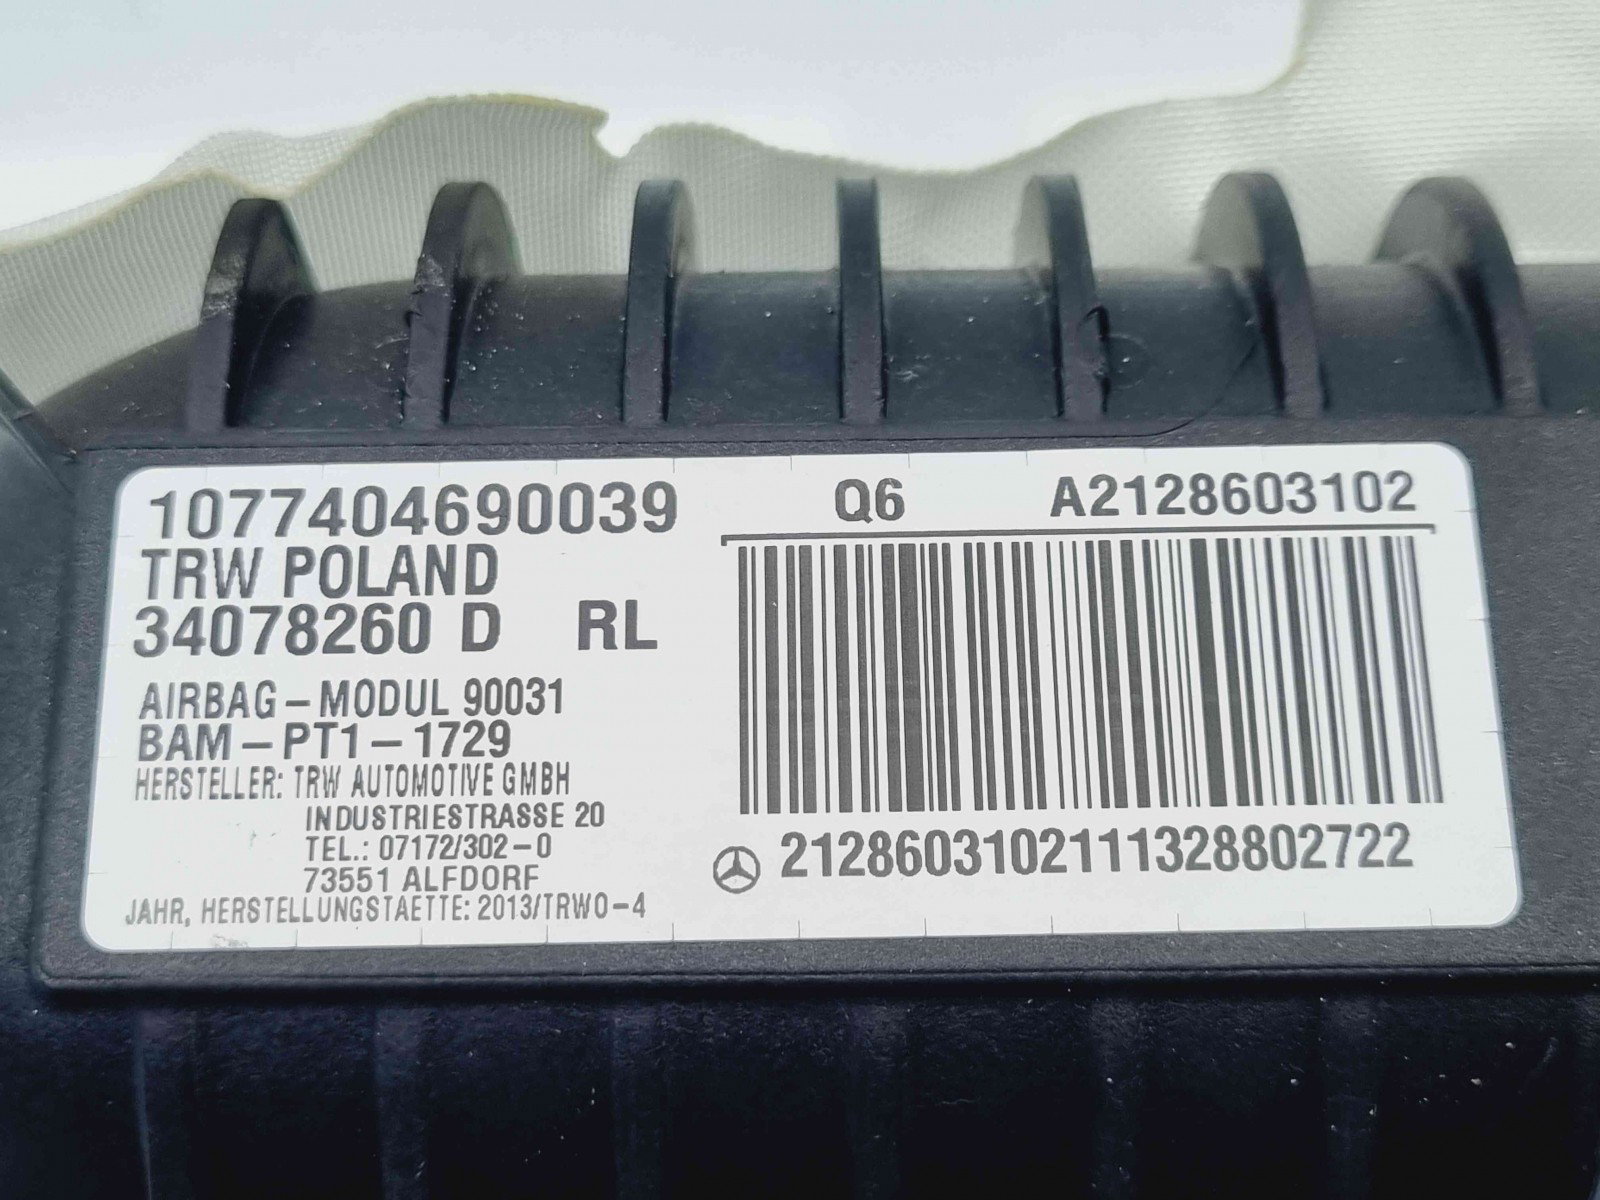 1077404690039
TRW POLAND
34078260 D RL
AIRBAG-MODUL 90031
BAM-PT1-1729
HERSTELLER: TRW AUTOMOTIVE GMBH
INDUSTRIESTRASSE 20
TEL.: 07172/302-0
73551 ALFDORF
JAHR, HERSTELLUNGSTAETTE: 2013/TRW0-4
Q6 A2128603102
2128603102111328802722